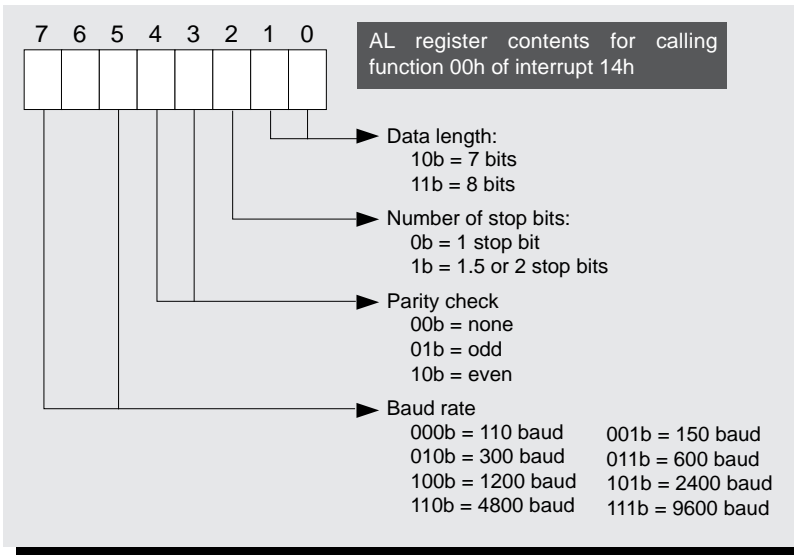 7 6 5 4 3 2 1 0
AL register contents for calling
function 00h of interrupt 14h
Data length:
10b = 7 bits
11b = 8 bits
Number of stop bits:
0b = 1 stop bit
1b = 1.5 or 2 stop bits
Parity check
00b = none
01b = odd
10b = even
Baud rate
000b = 110 baud 001b = 150 baud
010b = 300 baud 011b = 600 baud
100b = 1200 baud 101b = 2400 baud
110b = 4800 baud 111b = 9600 baud